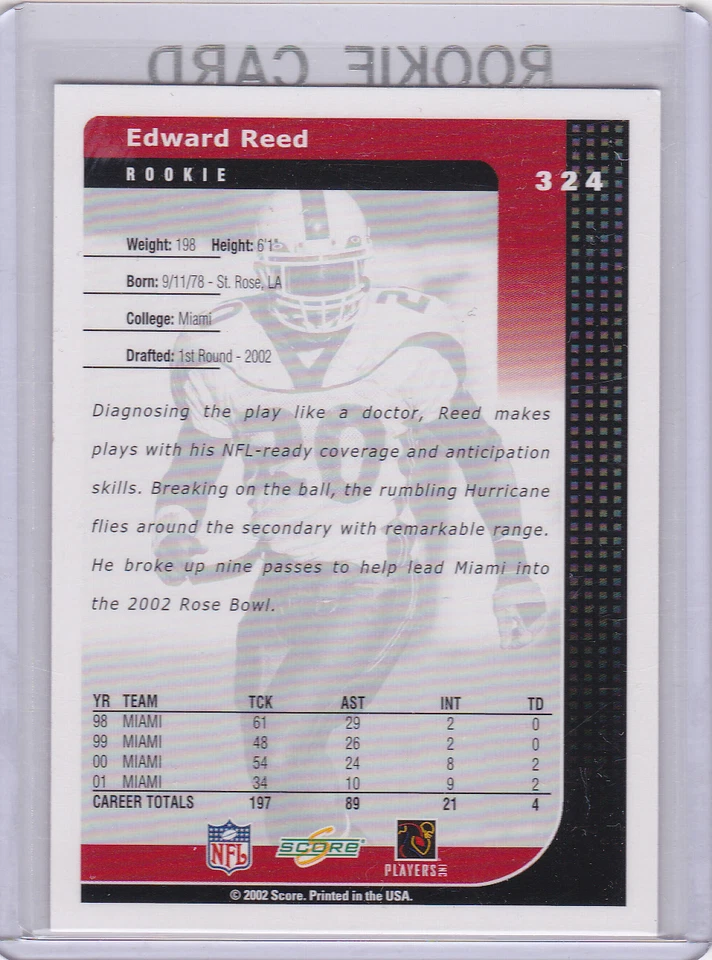 ROOKIE CARD
Edward Reed
ROOKIE
324
Weight: 198 Height: 6'1"
Born: 9/11/78 - St. Rose, LA
College: Miami
Drafted: 1st Round - 2002
Diagnosing the play like a doctor, Reed makes
plays with his NFL-ready coverage and anticipation
skills. Breaking on the ball, the rumbling Hurricane
flies around the secondary with remarkable range.
He broke up nine passes to help lead Miami into
the 2002 Rose Bowl.
20
YR TEAM TCK AST INT TD
98 MIAMI 61 29 2 0
99 MIAMI 48 26 2 0
00 MIAMI 54 24 8 2
01 MIAMI 34 10 9 2
CAREER TOTALS 197 89 21 4
NFL SCORE PLAYERS INC
© 2002 Score. Printed in the USA.